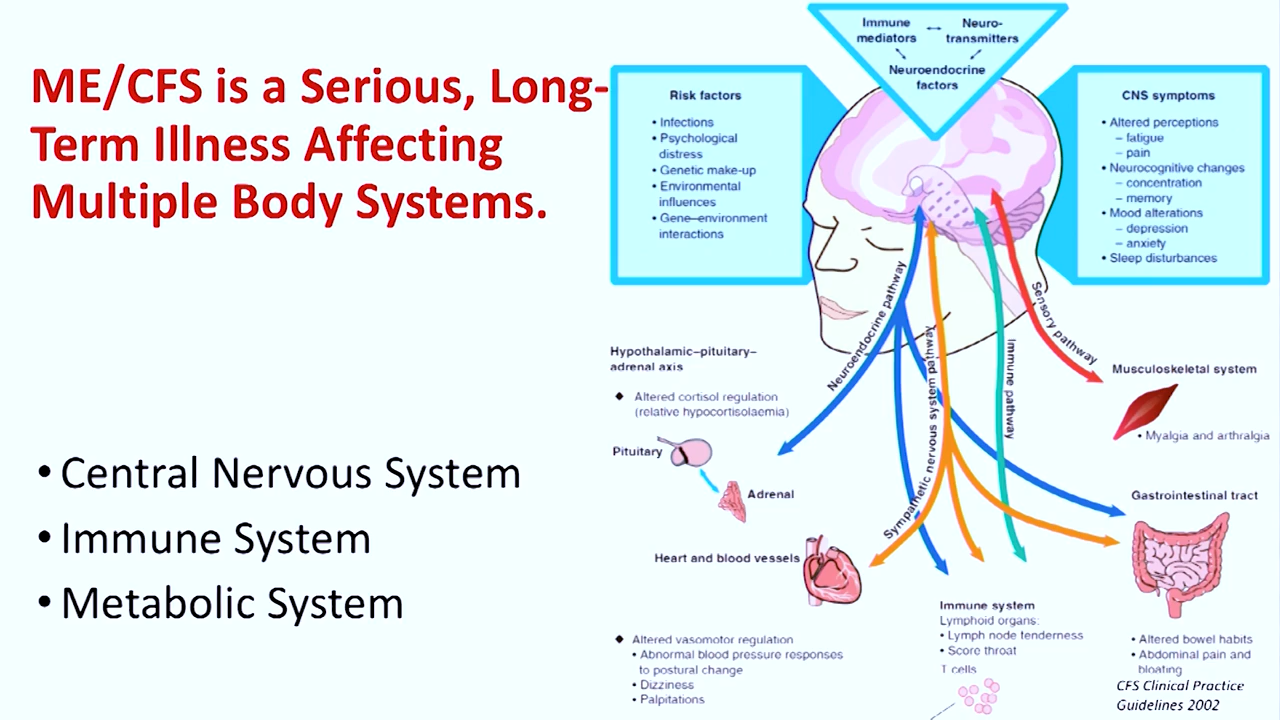 ME/CFS is a Serious, Long-
Term Illness Affecting
Multiple Body Systems.
• Central Nervous System
• Immune System
• Metabolic System
Immune
mediators
Neuro-
transmitters
Neuroendocrine
factors
Risk factors
• Infections
• Psychological
distress
• Genetic make-up
• Environmental
influences
• Gene–environment
interactions
CNS symptoms
• Altered perceptions
– fatigue
– pain
• Neurocognitive changes
– concentration
– memory
• Mood alterations
– depression
– anxiety
• Sleep disturbances
Neuroendocrine pathway
Sympathetic nervous system pathway
Immune pathway
Sensory pathway
Hypothalamic–pituitary–
adrenal axis
◆ Altered cortisol regulation
(relative hypocortisolaemia)
Pituitary
Adrenal
Heart and blood vessels
◆ Altered vasomotor regulation
• Abnormal blood pressure responses
to postural change
• Dizziness
• Palpitations
Immune system
Lymphoid organs:
• Lymph node tenderness
• Score throat
T cells
Musculoskeletal system
• Myalgia and arthralgia
Gastrointestinal tract
• Altered bowel habits
• Abdominal pain and
bloating
CFS Clinical Practice
Guidelines 2002